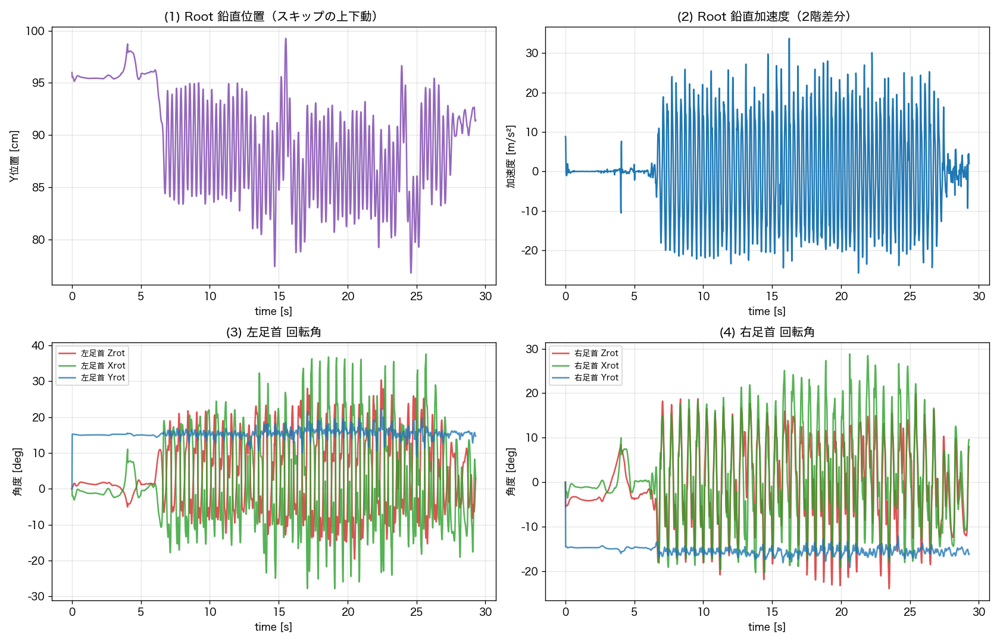 (1) Root 鉛直位置（スキップの上下動）
100
95
90
85
80
Y位置 [cm]
0 5 10 15 20 25 30
time [s]
(2) Root 鉛直加速度（2階差分）
30
20
10
0
-10
-20
加速度 [m/s²]
0 5 10 15 20 25 30
time [s]
(3) 左足首 回転角
左足首 Zrot
左足首 Xrot
左足首 Yrot
40
30
20
10
0
-10
-20
-30
角度 [deg]
0 5 10 15 20 25 30
time [s]
(4) 右足首 回転角
右足首 Zrot
右足首 Xrot
右足首 Yrot
30
20
10
0
-10
-20
角度 [deg]
0 5 10 15 20 25 30
time [s]